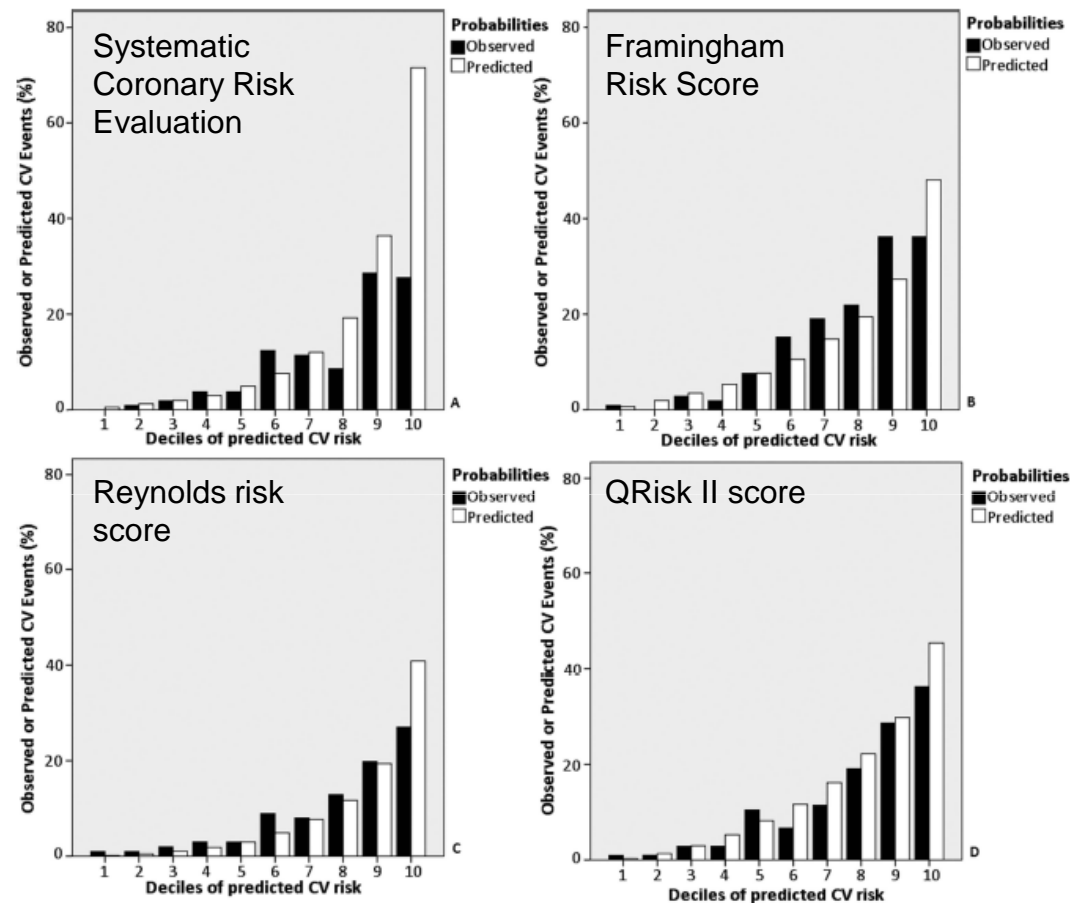 Systematic
Coronary Risk
Evaluation
Observed or Predicted CV Events (%)
80
60
40
20
0
1 2 3 4 5 6 7 8 9 10
Deciles of predicted CV risk
Probabilities
Observed
Predicted
A
Framingham
Risk Score
Observed or Predicted CV Events (%)
80
60
40
20
0
1 2 3 4 5 6 7 8 9 10
Deciles of predicted CV risk
Probabilities
Observed
Predicted
B
Reynolds risk
score
Observed or Predicted CV Events (%)
80
60
40
20
0
1 2 3 4 5 6 7 8 9 10
Deciles of predicted CV risk
Probabilities
Observed
Predicted
C
QRisk II score
Observed or Predicted CV Events (%)
80
60
40
20
0
1 2 3 4 5 6 7 8 9 10
Deciles of predicted CV risk
Probabilities
Observed
Predicted
D